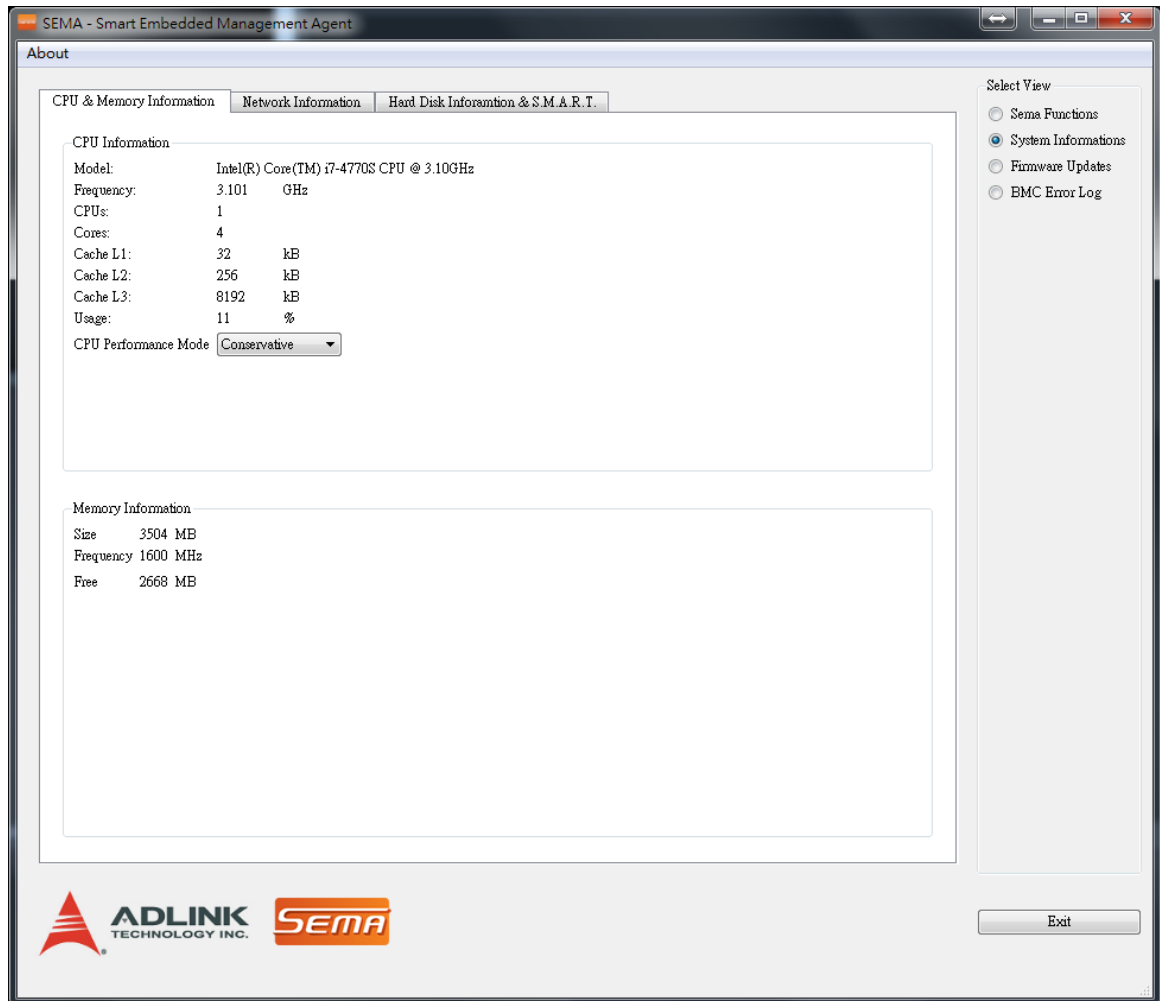 SEMA - Smart Embedded Management Agent
About
CPU & Memory Information Network Information Hard Disk Inforamtion & S.M.A.R.T.
CPU Information
Model: Intel(R) Core(TM) i7-4770S CPU @ 3.10GHz
Frequency: 3.101 GHz
CPUs: 1
Cores: 4
Cache L1: 32 kB
Cache L2: 256 kB
Cache L3: 8192 kB
Usage: 11 %
CPU Performance Mode Conservative
Memory Information
Size 3504 MB
Frequency 1600 MHz
Free 2668 MB
Select View
Sema Functions
System Informations
Firmware Updates
BMC Error Log
ADLINK
TECHNOLOGY INC.
SEMA
Exit